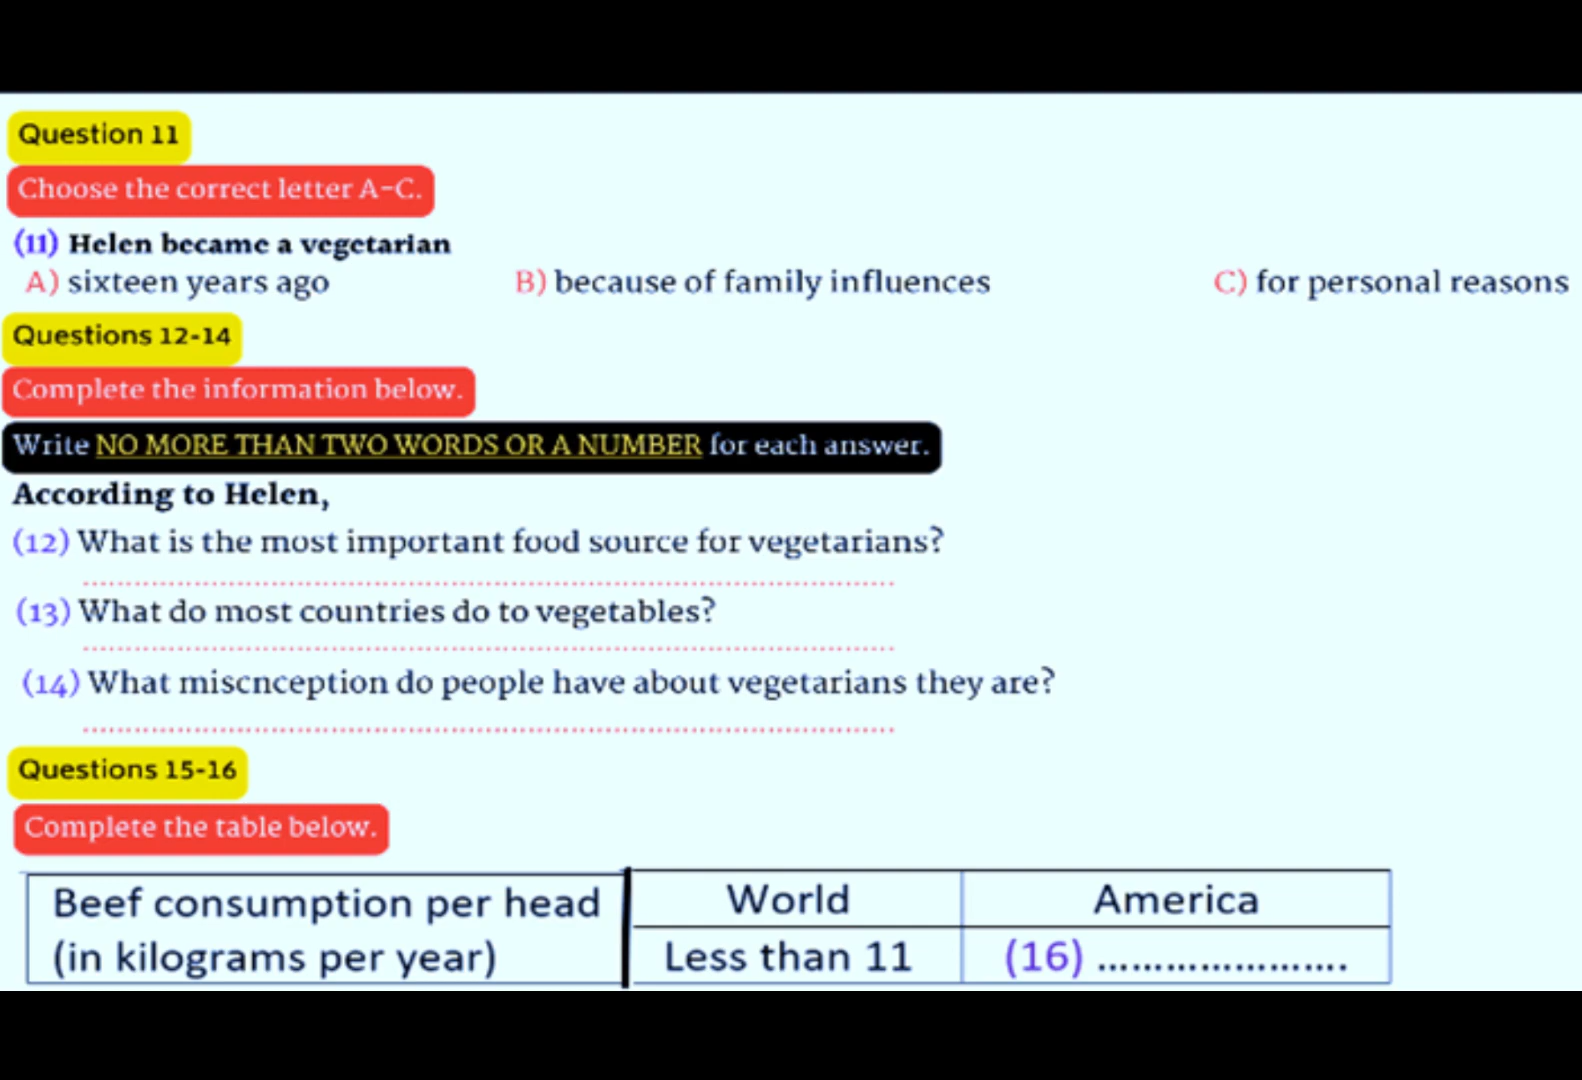 Question 11
Choose the correct letter A-C.
(11) Helen became a vegetarian
A) sixteen years ago B) because of family influences C) for personal reasons
Questions 12-14
Complete the information below.
Write NO MORE THAN TWO WORDS OR A NUMBER for each answer.
According to Helen,
(12) What is the most important food source for vegetarians?
(13) What do most countries do to vegetables?
(14) What miscnception do people have about vegetarians they are?
Questions 15-16
Complete the table below.
Beef consumption per head World America
(in kilograms per year) Less than 11 (16) ......................